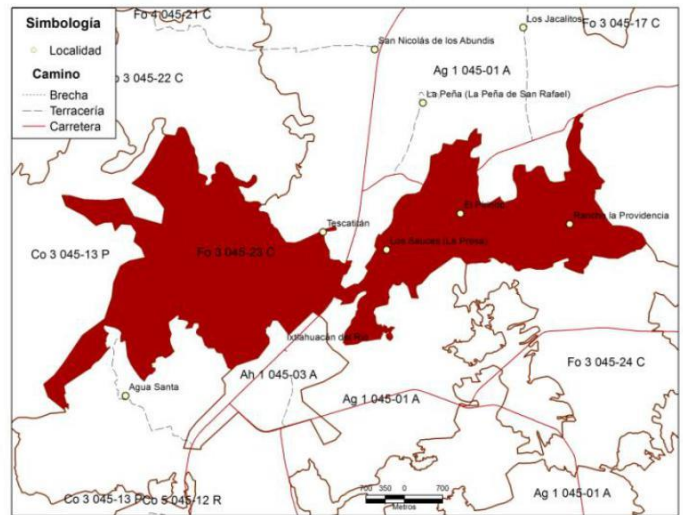 Simbología
Localidad
Camino
Brecha
Terracería
Carretera
Fo 4 045-21 C
Los Jacalitos
Fo 3 045-17 C
San Nicolás de los Abundis
3 045-22 C
Ag 1 045-01 A
La Peña (La Peña de San Rafael)
Rancho la Providencia
Tescatitán
Co 3 045-13 P
Fo 3 045-23 C
Los Sauces (La Presa)
Ixtlahuacán del Río
Fo 3 045-24 C
Ah 1 045-03 A
Agua Santa
Ag 1 045-01 A
Co 3 045-13 P
Co 5 045-12 R
700 350 0 700
Metros
Ag 1 045-01 A